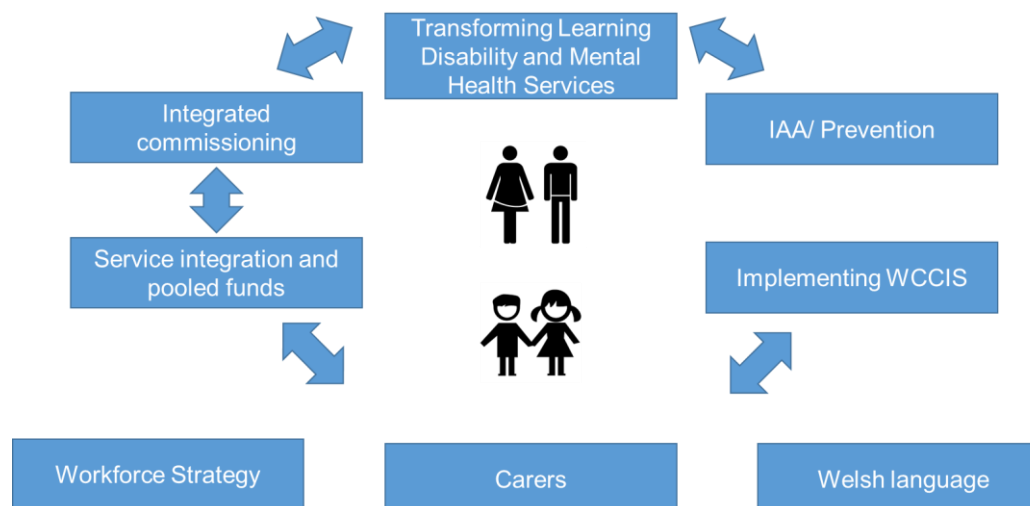 Transforming Learning
Disability and Mental
Health Services
Integrated
commissioning
IAA/ Prevention
Service integration and
pooled funds
Implementing WCCIS
Workforce Strategy
Carers
Welsh language